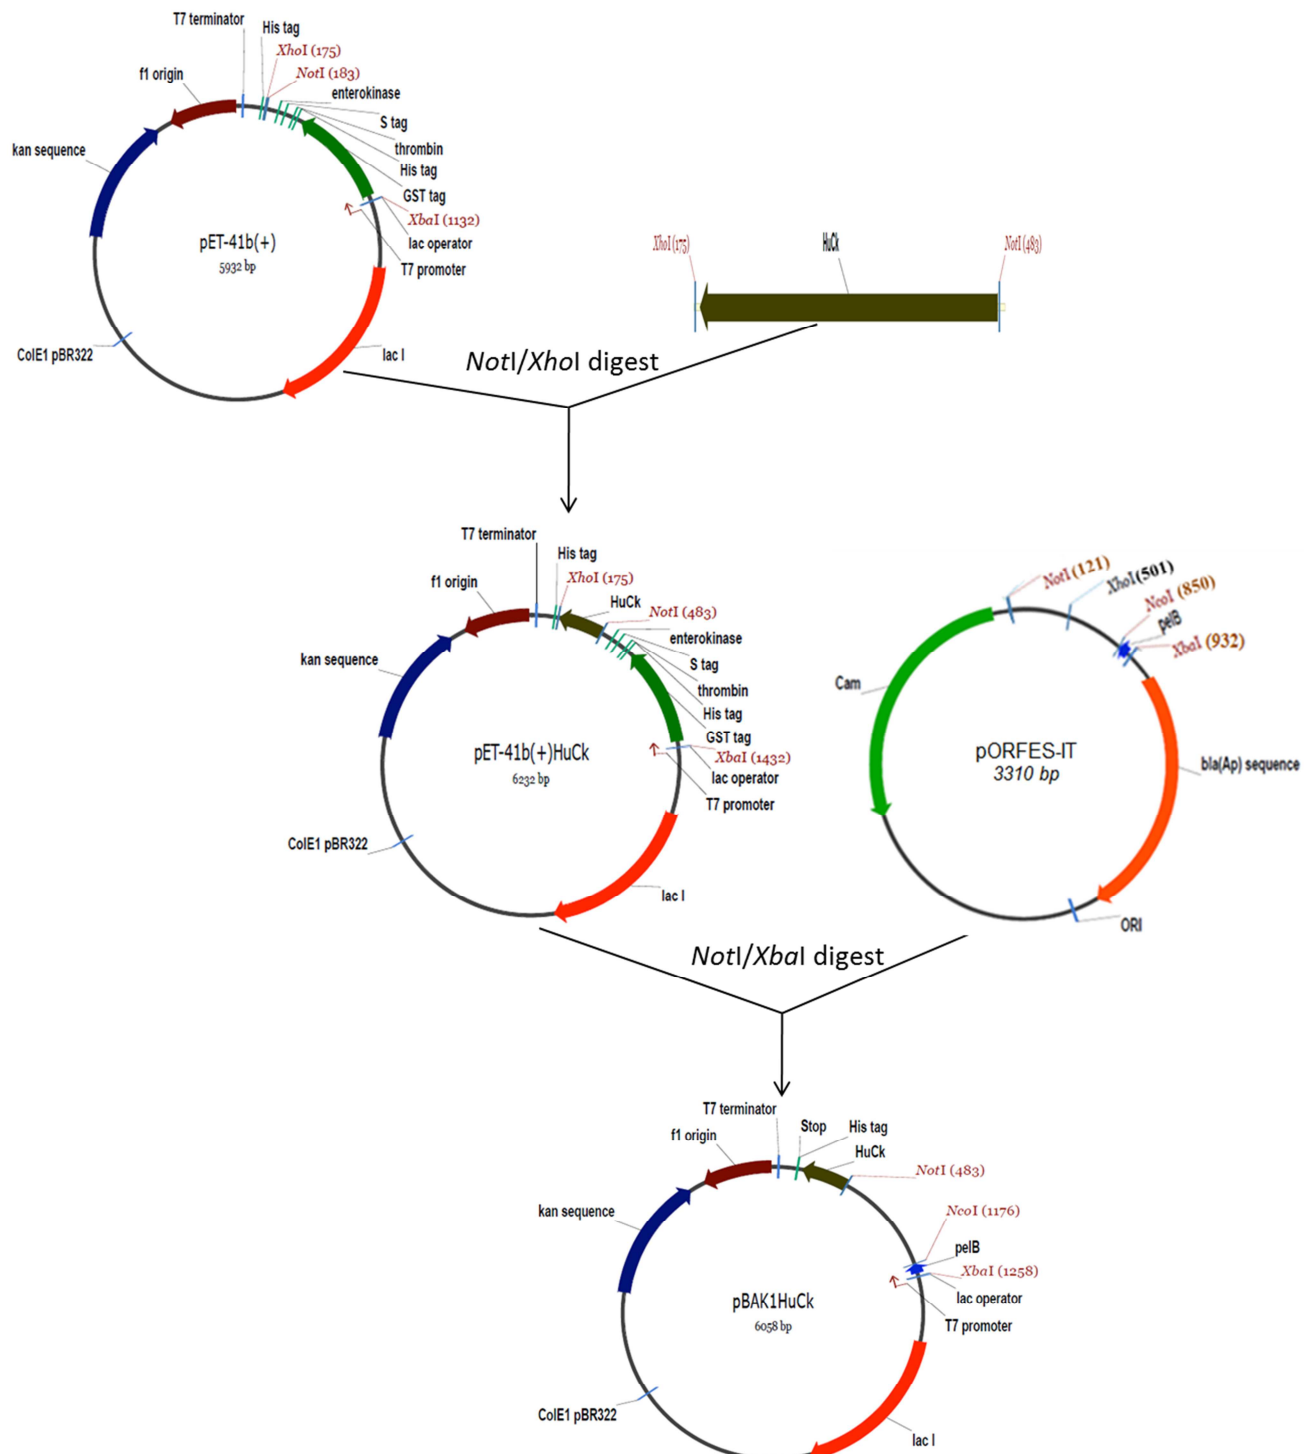 T7 terminator
His tag
XhoI (175)
NotI (183)
f1 origin
enterokinase
S tag
kan sequence
thrombin
His tag
GST tag
XbaI (1132)
pET-41b(+)
5932 bp
lac operator
T7 promoter
ColE1 pBR322
lac I
XhoI (175)
HuCk
NotI (483)
NotI/XhoI digest
T7 terminator
His tag
XhoI (175)
f1 origin
HuCk
NotI (483)
enterokinase
kan sequence
S tag
thrombin
His tag
GST tag
XbaI (1432)
pET-41b(+)HuCk
6232 bp
lac operator
T7 promoter
ColE1 pBR322
lac I
NotI (121)
XhoI (501)
NcoI (850)
pelB
XbaI (932)
Cam
pORFES-IT
3310 bp
bla(Ap) sequence
ORI
NotI/XbaI digest
T7 terminator
Stop
His tag
f1 origin
HuCk
NotI (483)
kan sequence
NcoI (1176)
pelB
XbaI (1258)
lac operator
pBAK1HuCk
6058 bp
T7 promoter
ColE1 pBR322
lac I